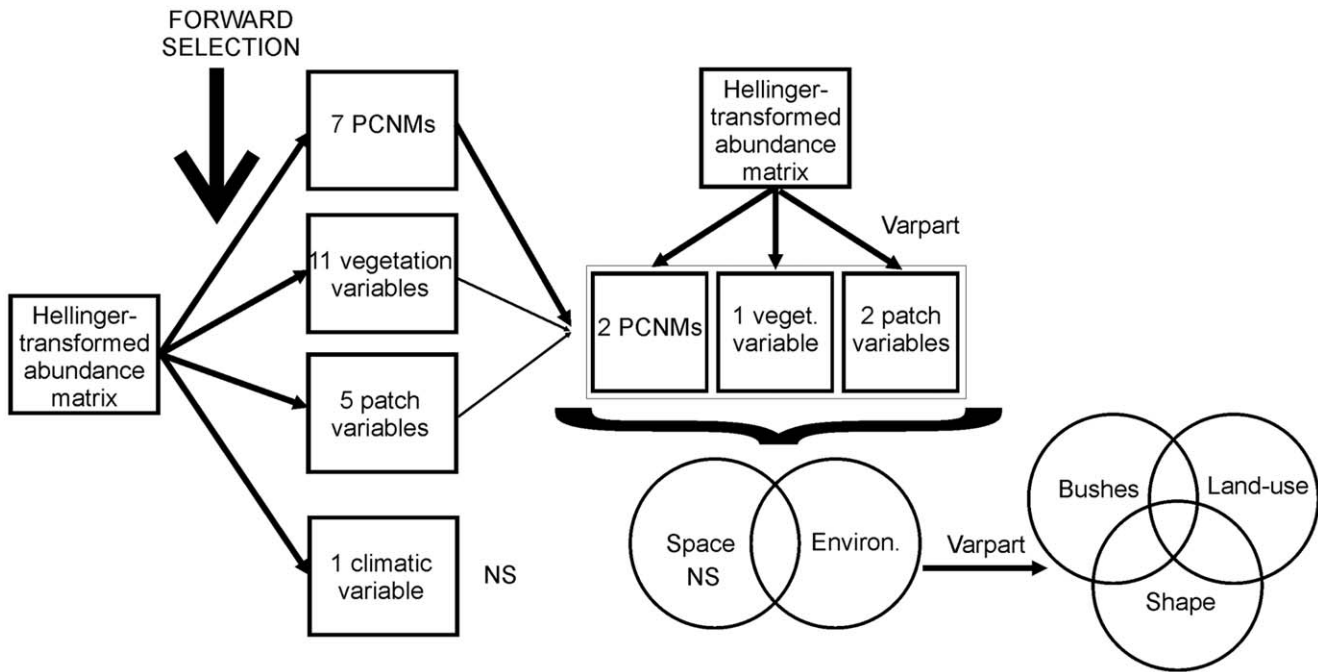 FORWARD
SELECTION
Hellinger-
transformed
abundance
matrix
7 PCNMs
11 vegetation
variables
5 patch
variables
1 climatic
variable
NS
Hellinger-
transformed
abundance
matrix
Varpart
2 PCNMs
1 veget.
variable
2 patch
variables
Space
NS
Environ.
Varpart
Bushes
Land-use
Shape